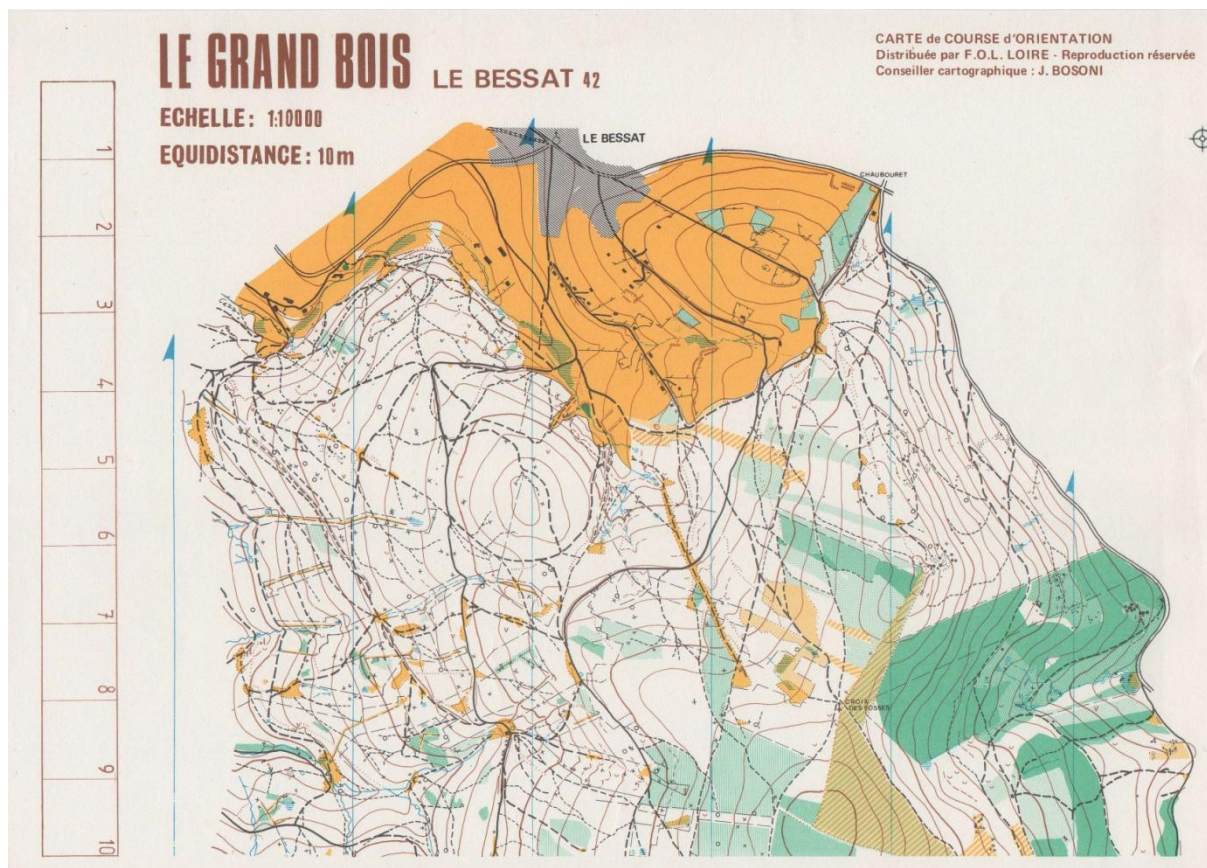 LE GRAND BOIS LE BESSAT 42
ECHELLE: 1:10000
EQUIDISTANCE: 10m
CARTE de COURSE d'ORIENTATION
Distribuée par F.O.L. LOIRE - Reproduction réservée
Conseiller cartographique : J. BOSONI
LE BESSAT
CHAUBOURET
CROIX
DES FOSSES
1
2
3
4
5
6
7
8
9
10